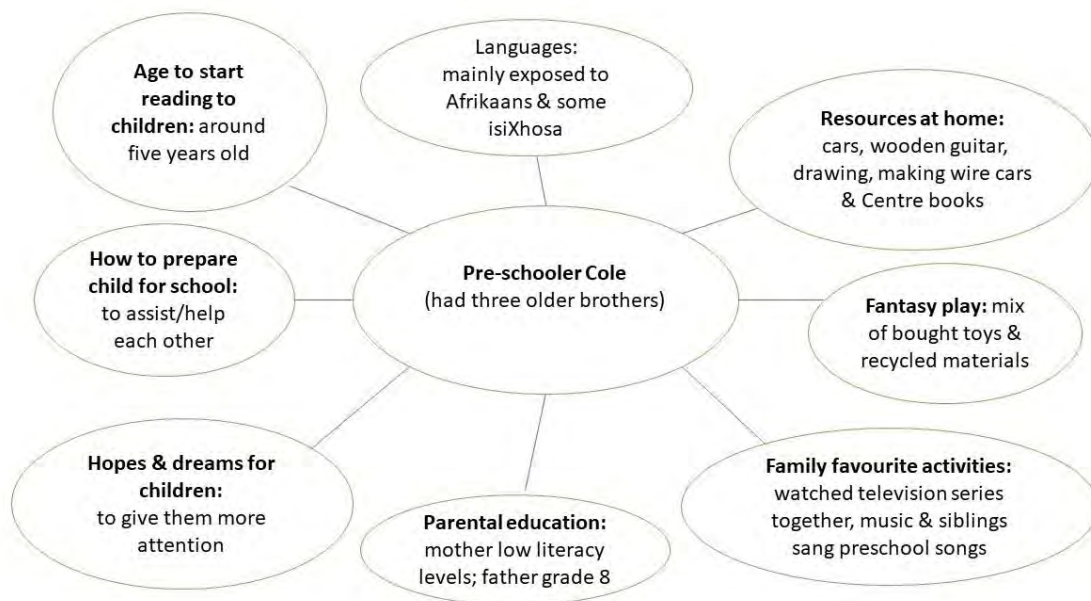 Age to start
reading to
children: around
five years old
Languages:
mainly exposed to
Afrikaans & some
isiXhosa
Resources at home:
cars, wooden guitar,
drawing, making wire cars
& Centre books
How to prepare
child for school:
to assist/help
each other
Pre-schooler Cole
(had three older brothers)
Fantasy play: mix
of bought toys &
recycled materials
Hopes & dreams for
children:
to give them more
attention
Parental education:
mother low literacy
levels; father grade 8
Family favourite activities:
watched television series
together, music & siblings
sang preschool songs